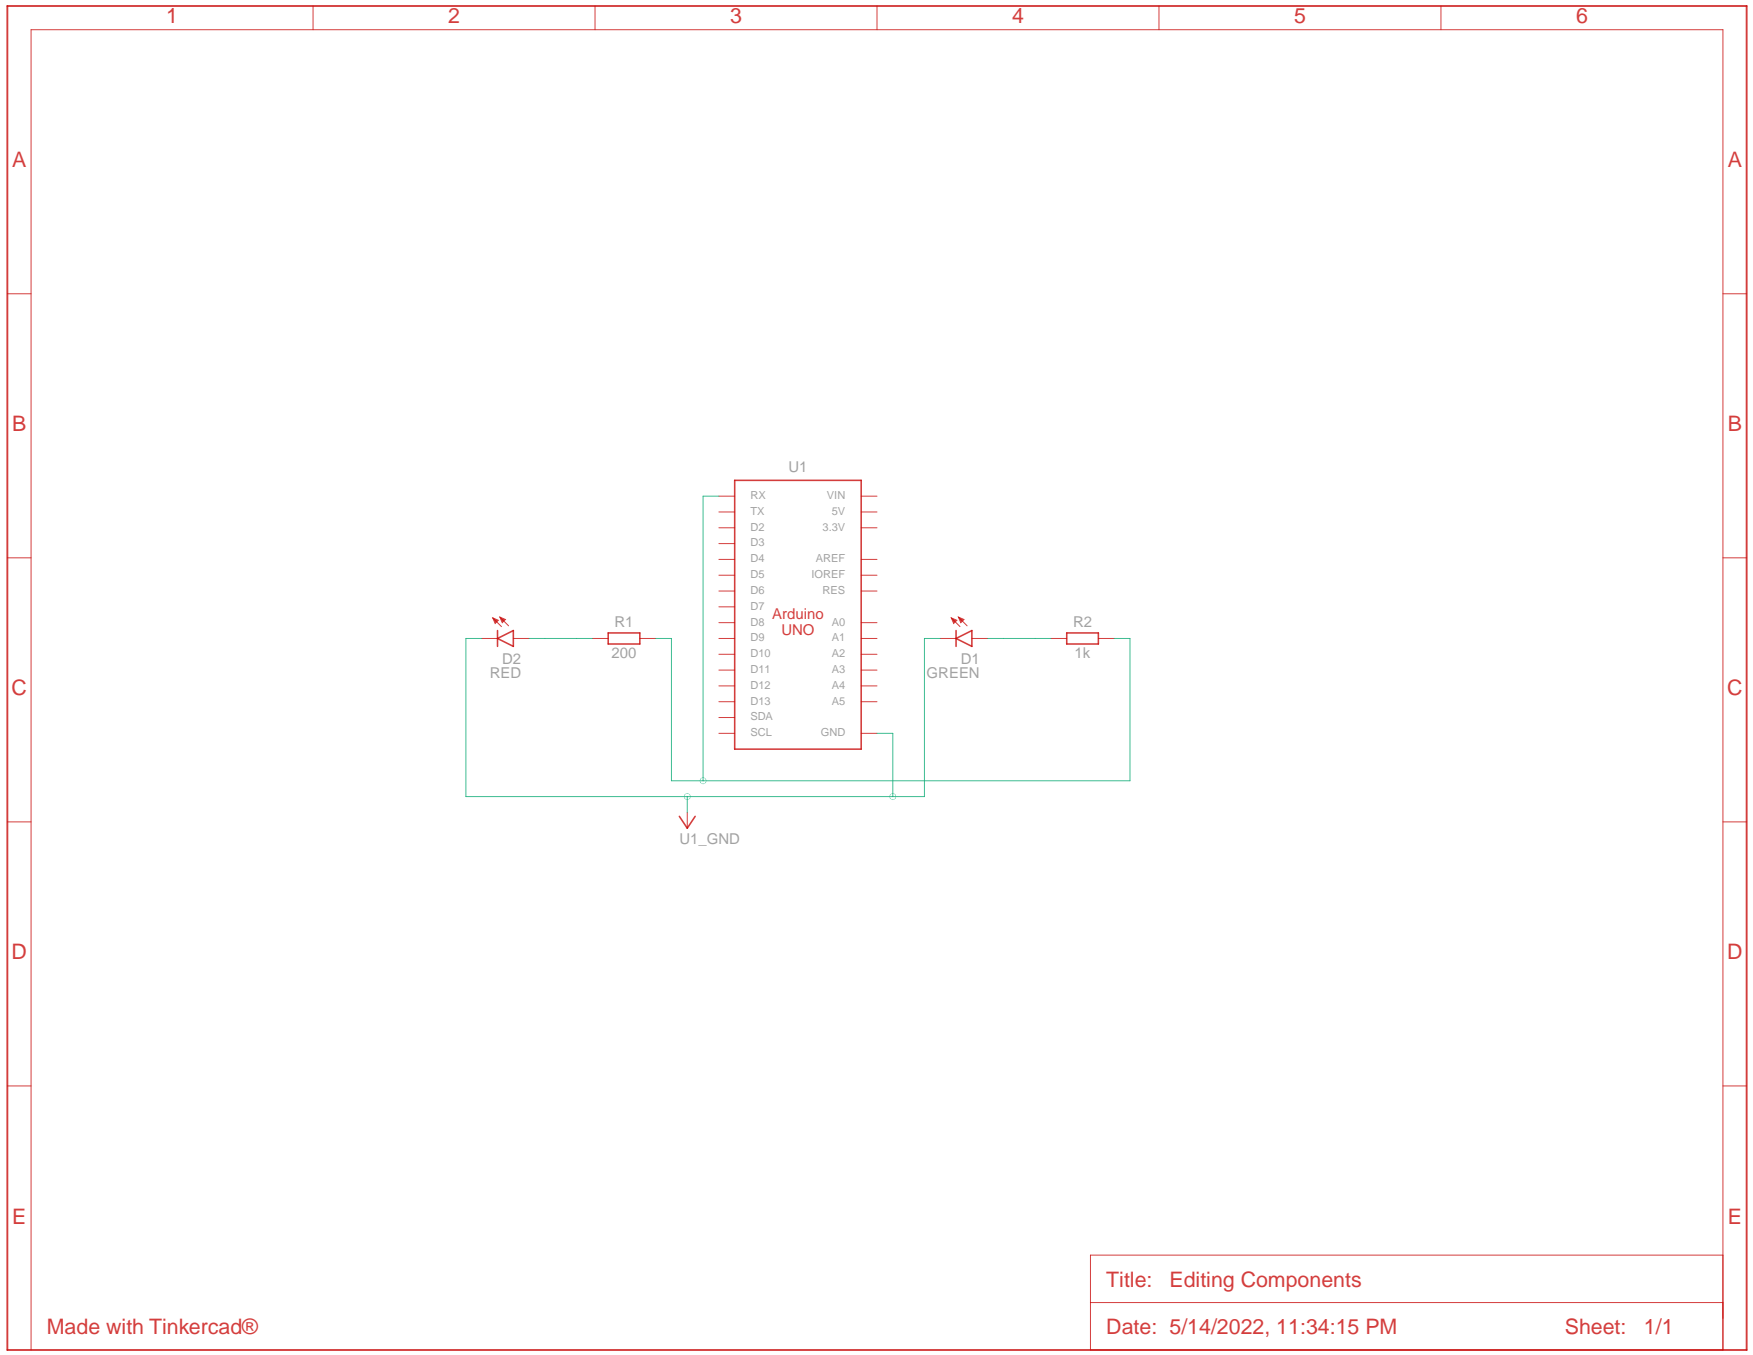 1 2 3 4 5 6
A A
B B
U1
RX VIN
TX 5V
D2 3.3V
D3
D4 AREF
D5 IOREF
D6 RES
D7
Arduino
UNO
D8 A0
D9 A1
D10 A2
D11 A3
D12 A4
D13 A5
SDA
SCL GND
R1
200
D2
RED
R2
1k
D1
GREEN
C C
U1_GND
D D
E E
Title: Editing Components
Date: 5/14/2022, 11:34:15 PM Sheet: 1/1
Made with Tinkercad®